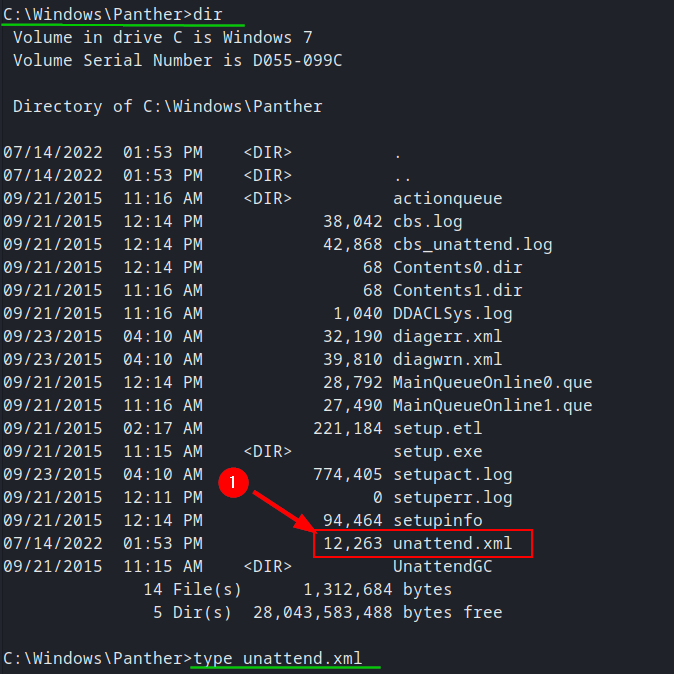 C:\Windows\Panther>dir
Volume in drive C is Windows 7
Volume Serial Number is D055-099C
Directory of C:\Windows\Panther
07/14/2022  01:53 PM    <DIR>          .
07/14/2022  01:53 PM    <DIR>          ..
09/21/2015  11:16 AM    <DIR>          actionqueue
09/21/2015  12:14 PM            38,042 cbs.log
09/21/2015  12:14 PM            42,868 cbs_unattend.log
09/21/2015  12:14 PM                68 Contents0.dir
09/21/2015  11:16 AM                68 Contents1.dir
09/21/2015  11:16 AM             1,040 DDACLSys.log
09/23/2015  04:10 AM            32,190 diagerr.xml
09/23/2015  04:10 AM            39,810 diagwrn.xml
09/21/2015  12:14 PM            28,792 MainQueueOnline0.que
09/21/2015  11:16 AM            27,490 MainQueueOnline1.que
09/21/2015  02:17 AM           221,184 setup.etl
09/21/2015  11:15 AM    <DIR>          setup.exe
09/23/2015  04:10 AM           774,405 setupact.log
09/21/2015  12:11 PM                 0 setuperr.log
09/21/2015  12:14 PM            94,464 setupinfo
1
07/14/2022  01:53 PM            12,263 unattend.xml
09/21/2015  11:15 AM    <DIR>          UnattendGC
14 File(s)      1,312,684 bytes
5 Dir(s)  28,043,583,488 bytes free
C:\Windows\Panther>type unattend.xml